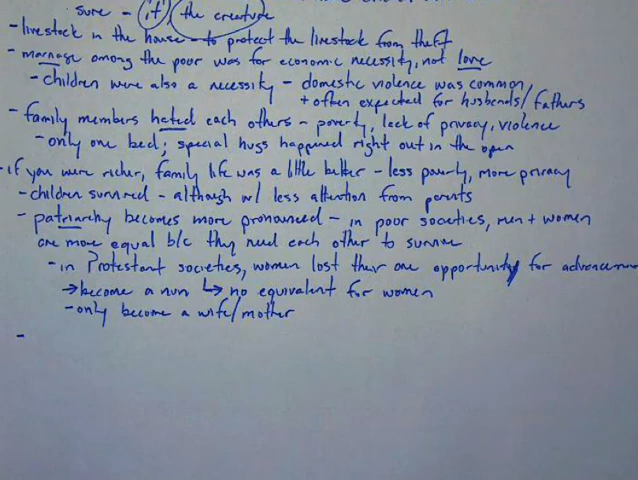 sure - (it) (the creature
- livestock in the house - to protect the livestock from theft
- marriage among the poor was for economic necessity, not love
- children were also a necessity - domestic violence was common,
+ often expected for husbands/fathers
- family members hated each others - poverty, lack of privacy, violence
- only one bed; special hugs happened right out in the open
- if you were richer, family life was a little better - less poverty, more privacy
- children survived - although w/ less attention from parents
- patriarchy becomes more pronounced - in poor societies, men + women
are more equal b/c they need each other to survive
- in Protestant societies, women lost their one opportunity for advancemen
→ become a nun ↳ no equivalent for women
- only become a wife/mother
-